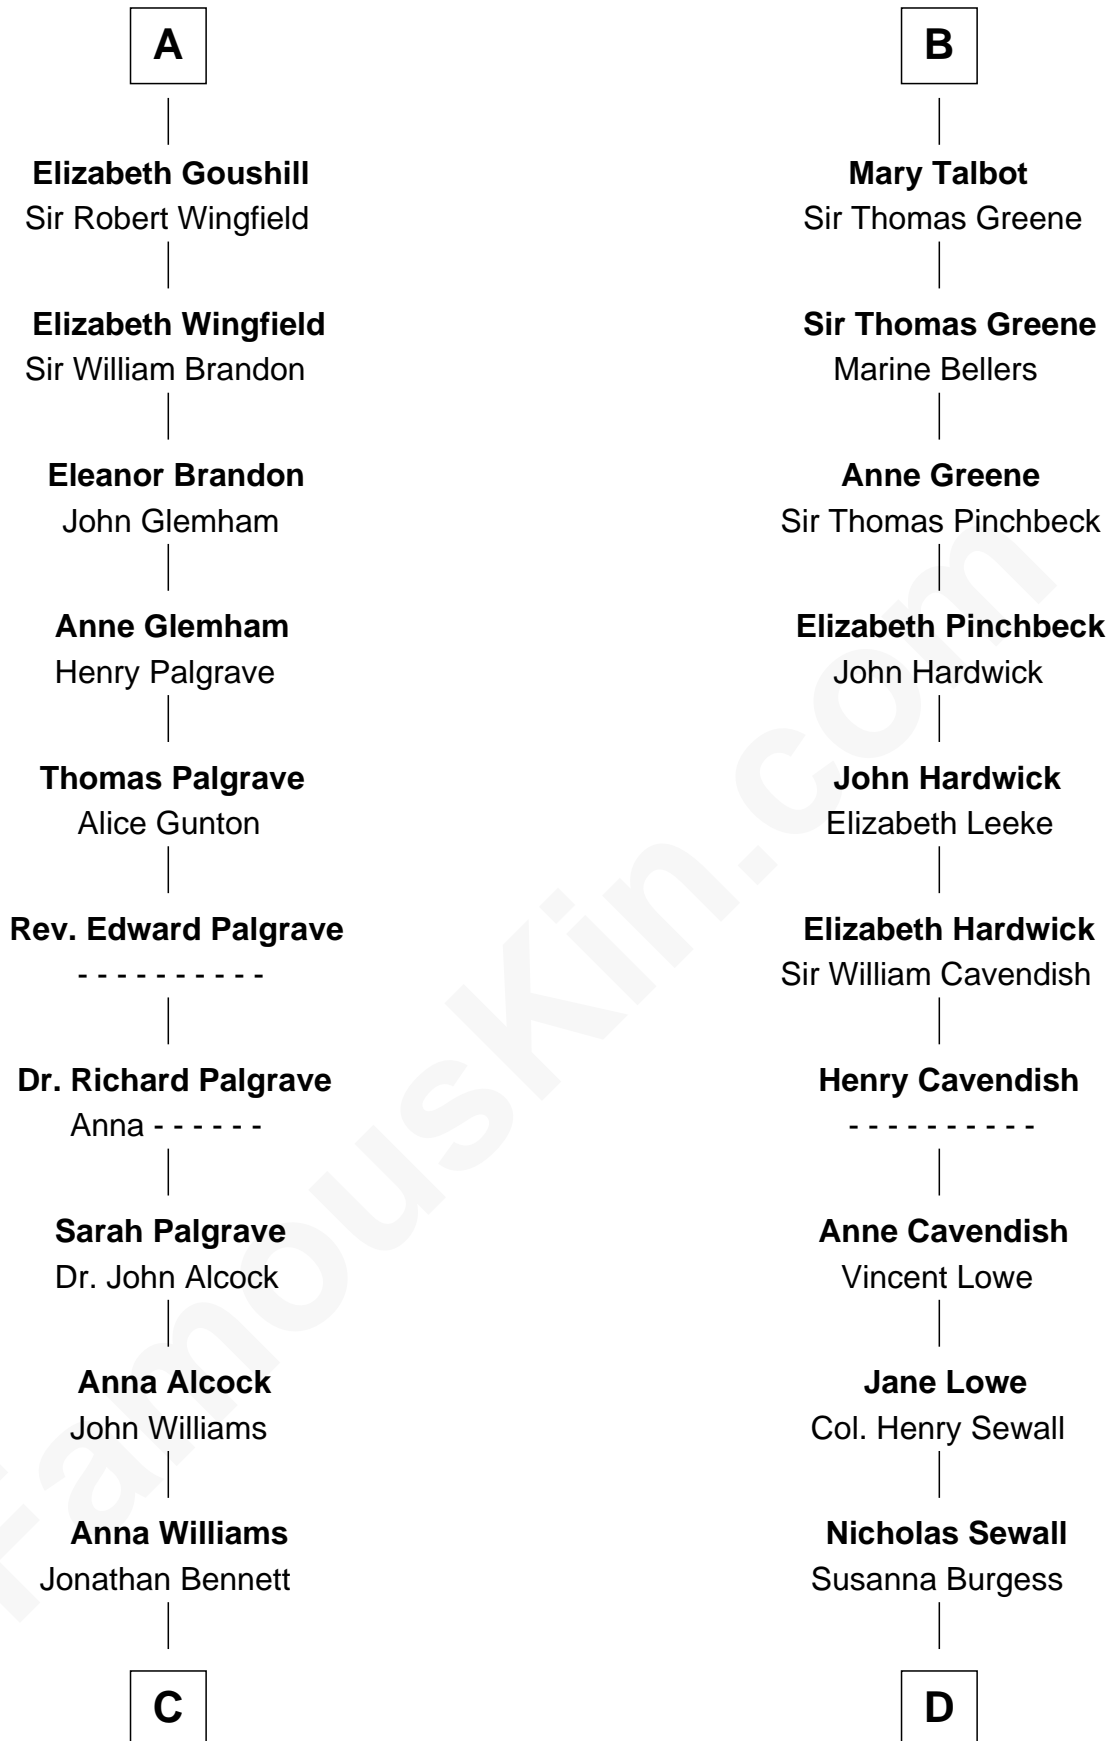 A
Elizabeth Goushill
Sir Robert Wingfield
Elizabeth Wingfield
Sir William Brandon
Eleanor Brandon
John Glemham
Anne Glemham
Henry Palgrave
Thomas Palgrave
Alice Gunton
Rev. Edward Palgrave
- - - - - - - - - -
Dr. Richard Palgrave
Anna - - - - - -
Sarah Palgrave
Dr. John Alcock
Anna Alcock
John Williams
Anna Williams
Jonathan Bennett
C
B
Mary Talbot
Sir Thomas Greene
Sir Thomas Greene
Marine Bellers
Anne Greene
Sir Thomas Pinchbeck
Elizabeth Pinchbeck
John Hardwick
John Hardwick
Elizabeth Leeke
Elizabeth Hardwick
Sir William Cavendish
Henry Cavendish
- - - - - - - - - -
Anne Cavendish
Vincent Lowe
Jane Lowe
Col. Henry Sewall
Nicholas Sewall
Susanna Burgess
D
FamousKin.com